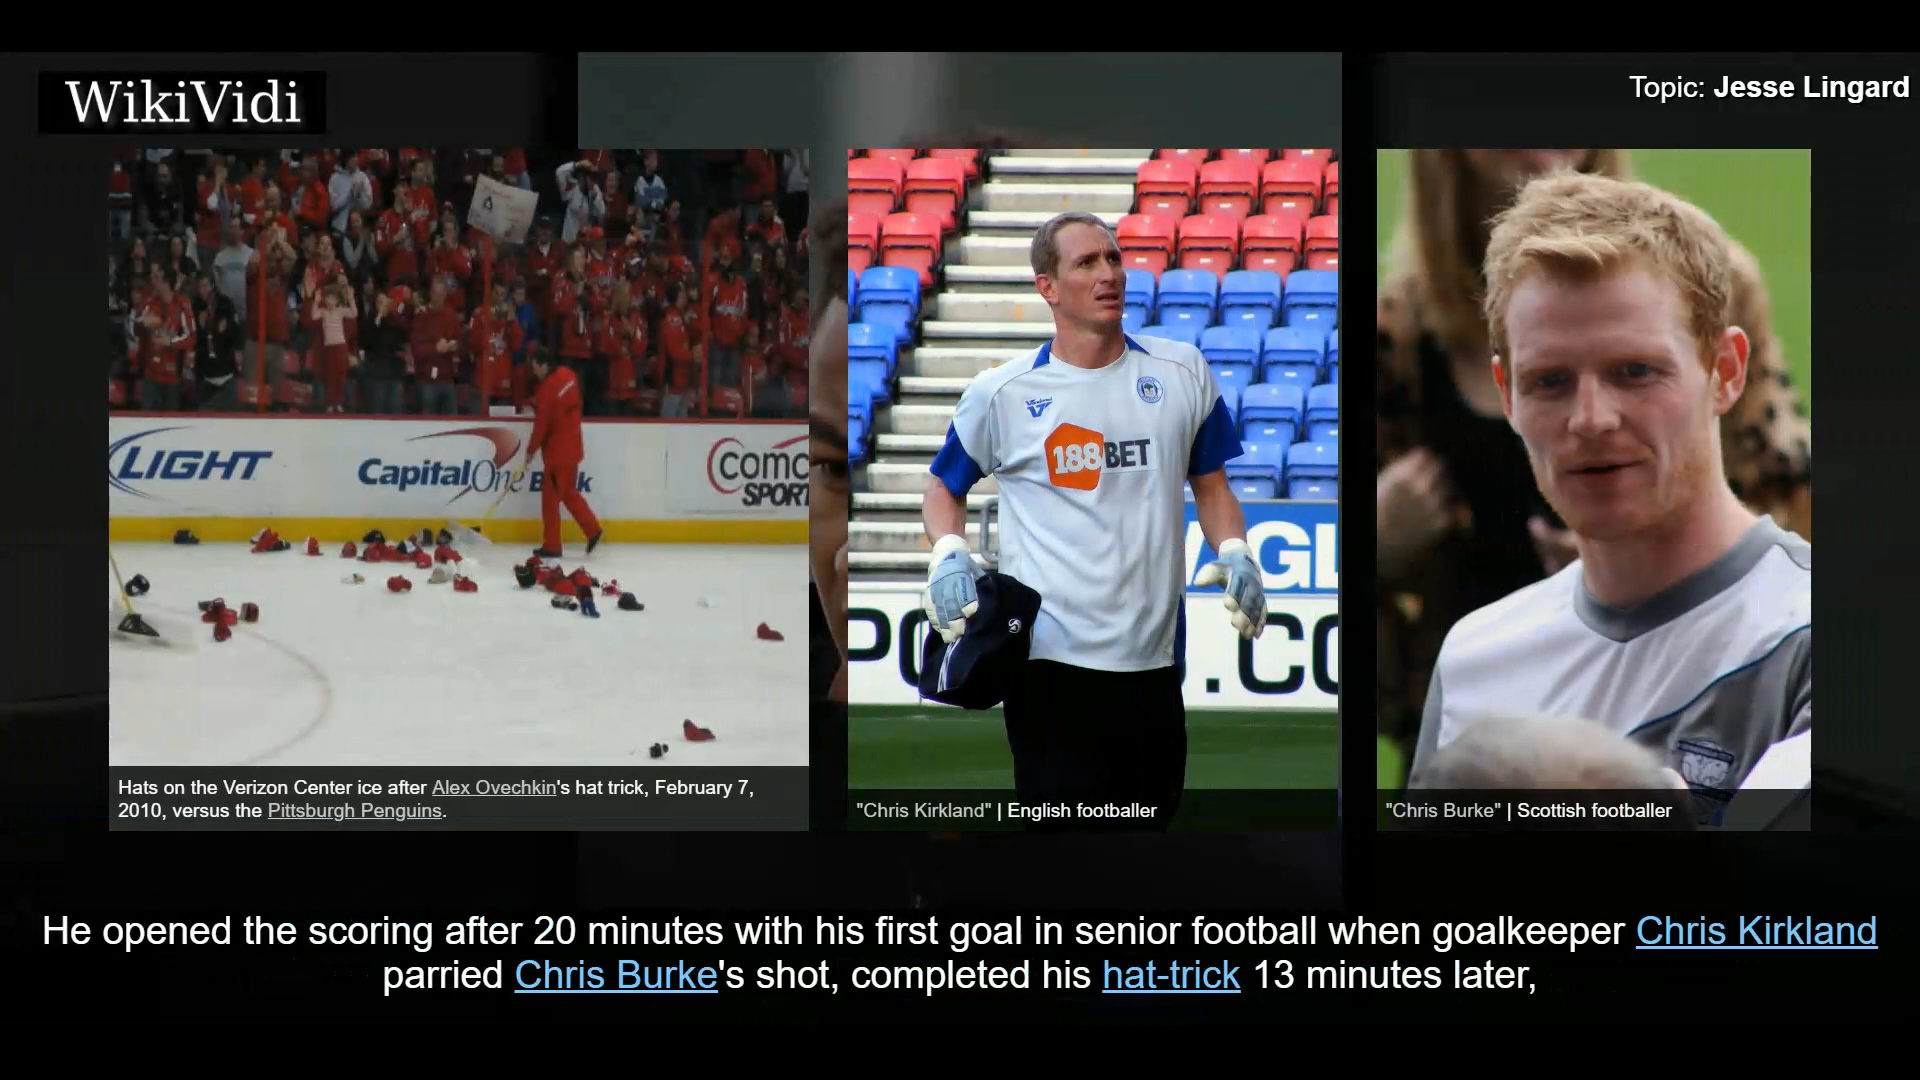 WikiVidi
Topic: Jesse Lingard
LIGHT
CapitalOne
SPORT
188BET
Hats on the Verizon Center ice after Alex Ovechkin's hat trick, February 7,
2010, versus the Pittsburgh Penguins.
"Chris Kirkland" | English footballer
"Chris Burke" | Scottish footballer
He opened the scoring after 20 minutes with his first goal in senior football when goalkeeper Chris Kirkland
parried Chris Burke's shot, completed his hat-trick 13 minutes later,